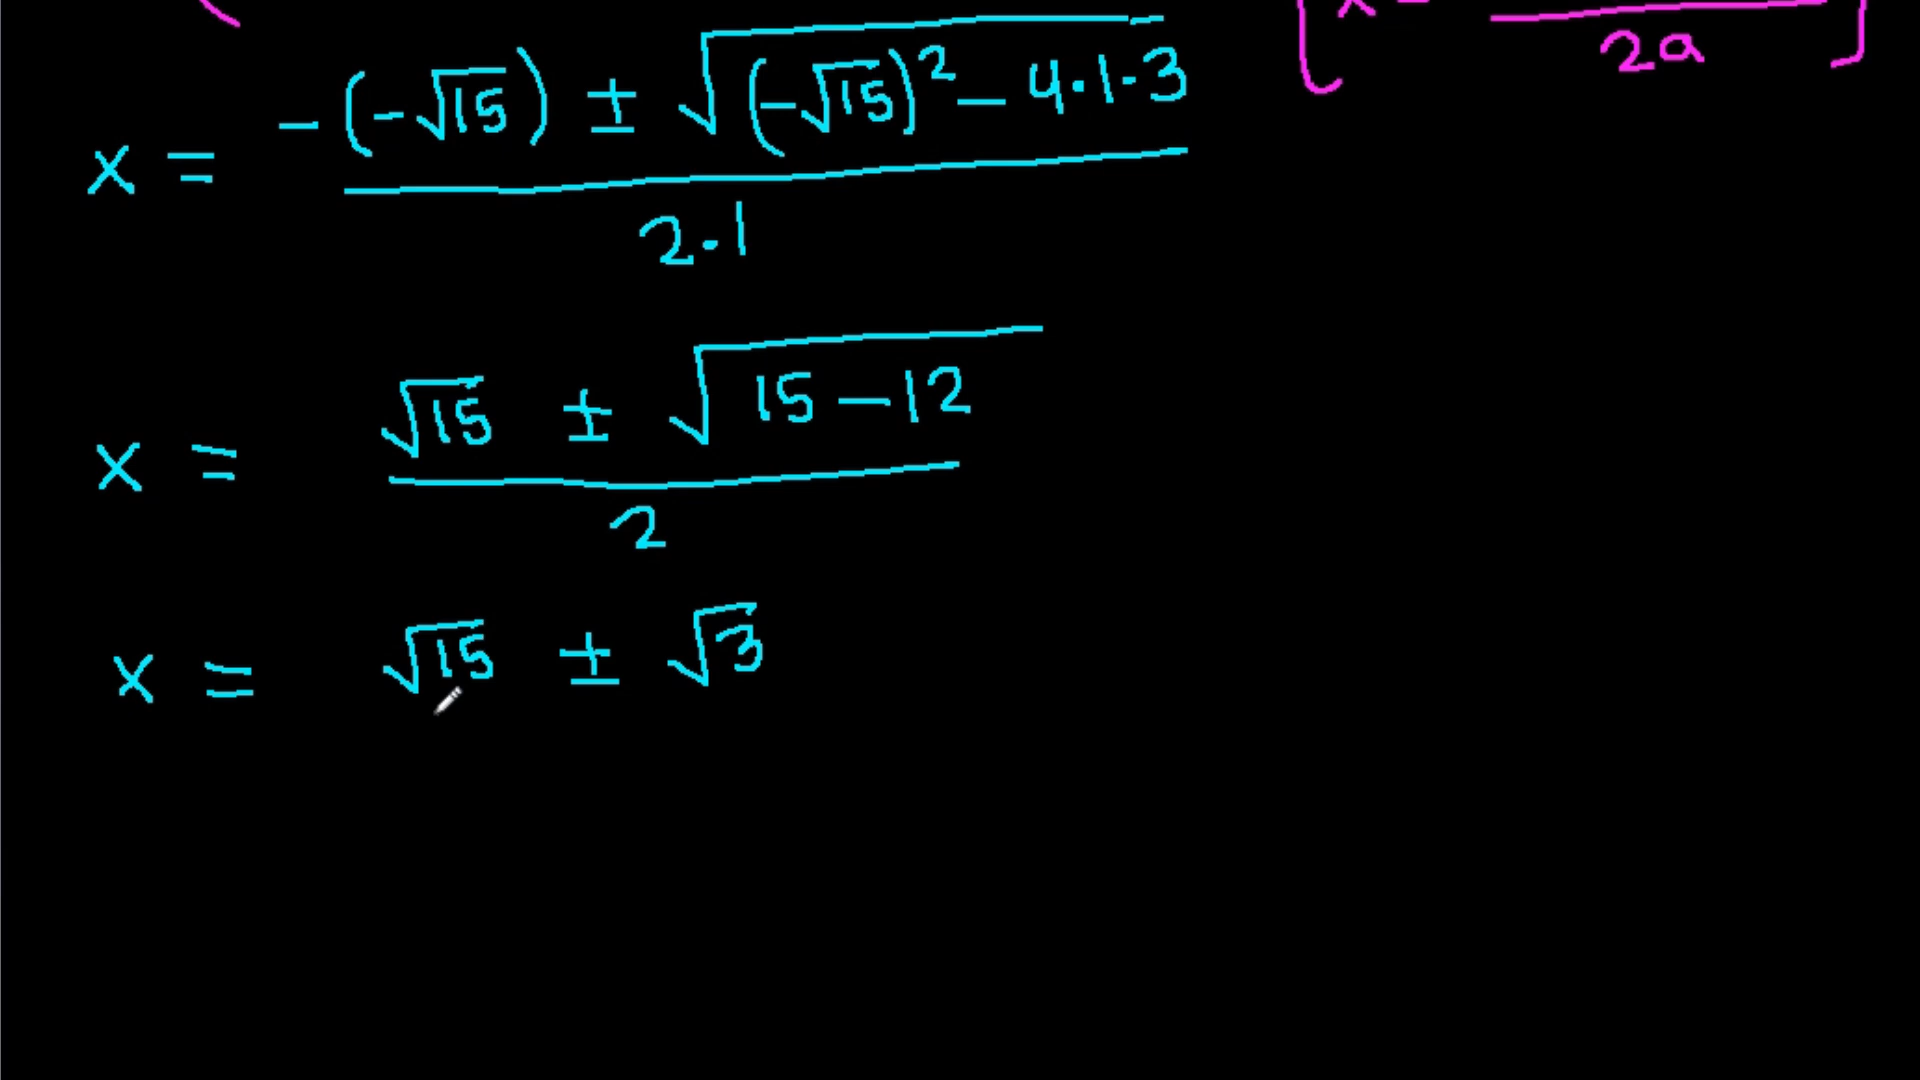 x =
2a
x = -(-√15) ± √((-√15)² - 4·1·3)
2·1
x = √15 ± √(15-12)
2
x = √15 ± √3